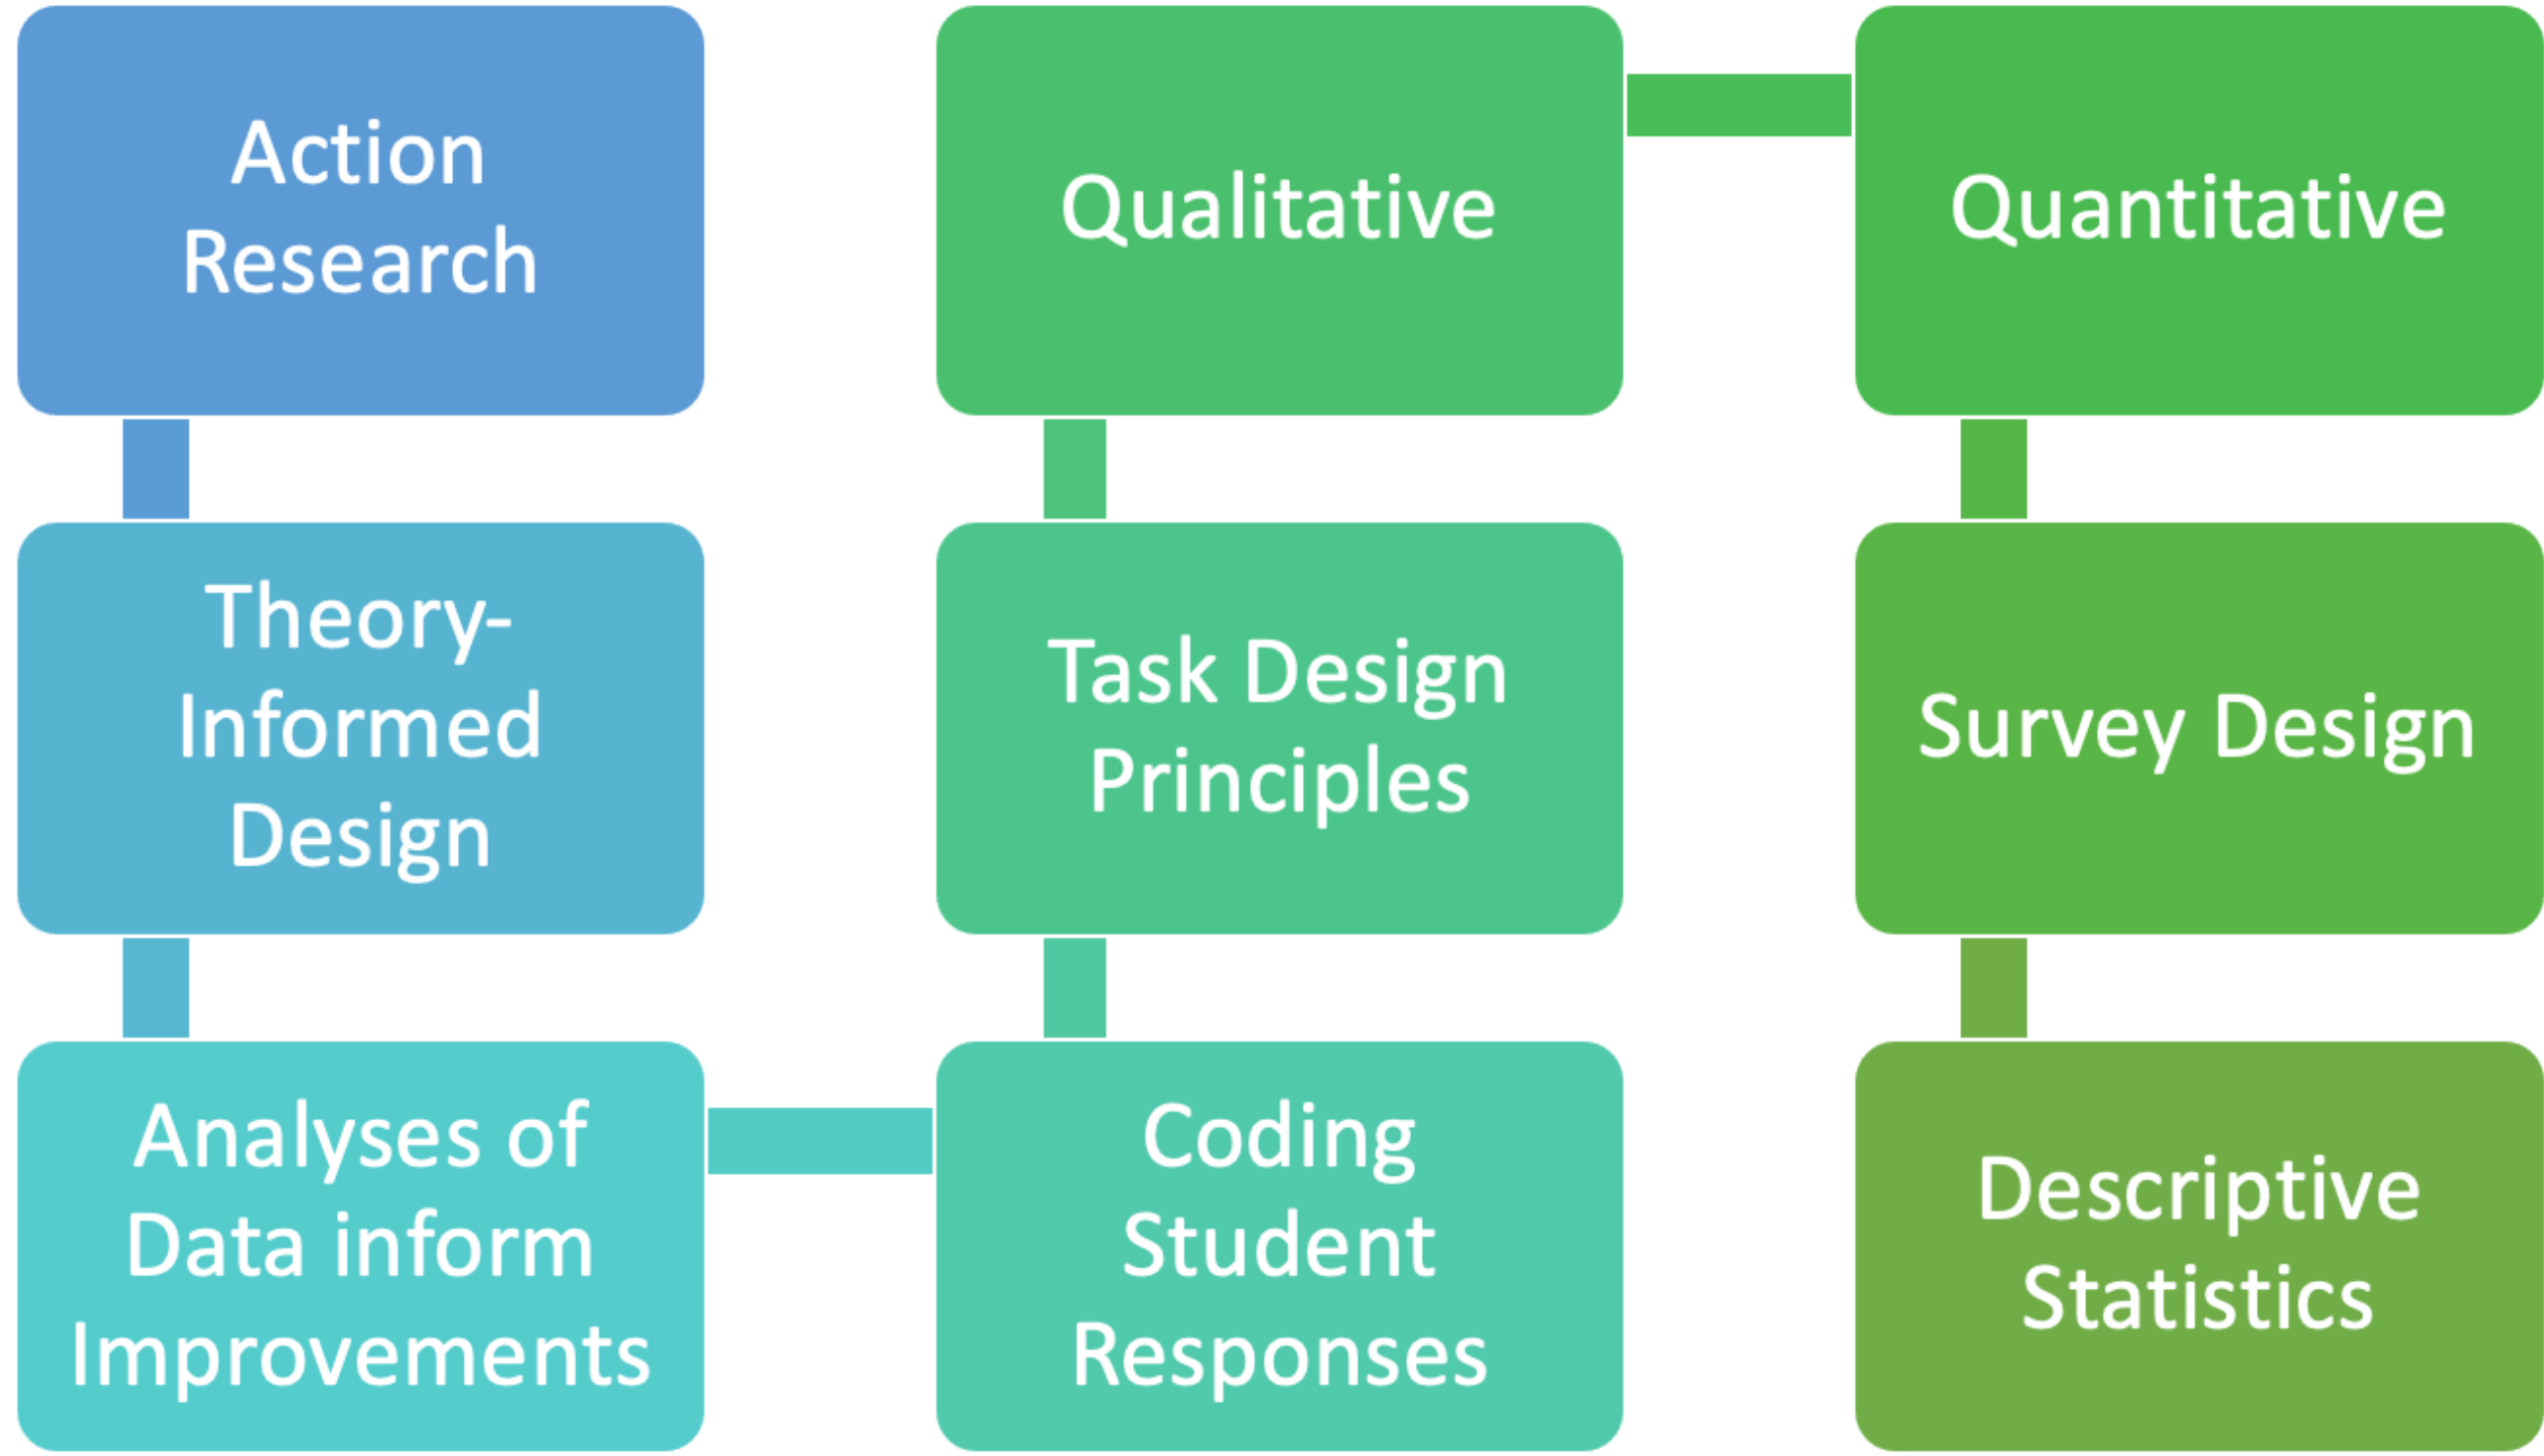 Action
Research
Theory-
Informed
Design
Analyses of
Data inform
Improvements
Coding
Student
Responses
Task Design
Principles
Qualitative
Quantitative
Survey Design
Descriptive
Statistics